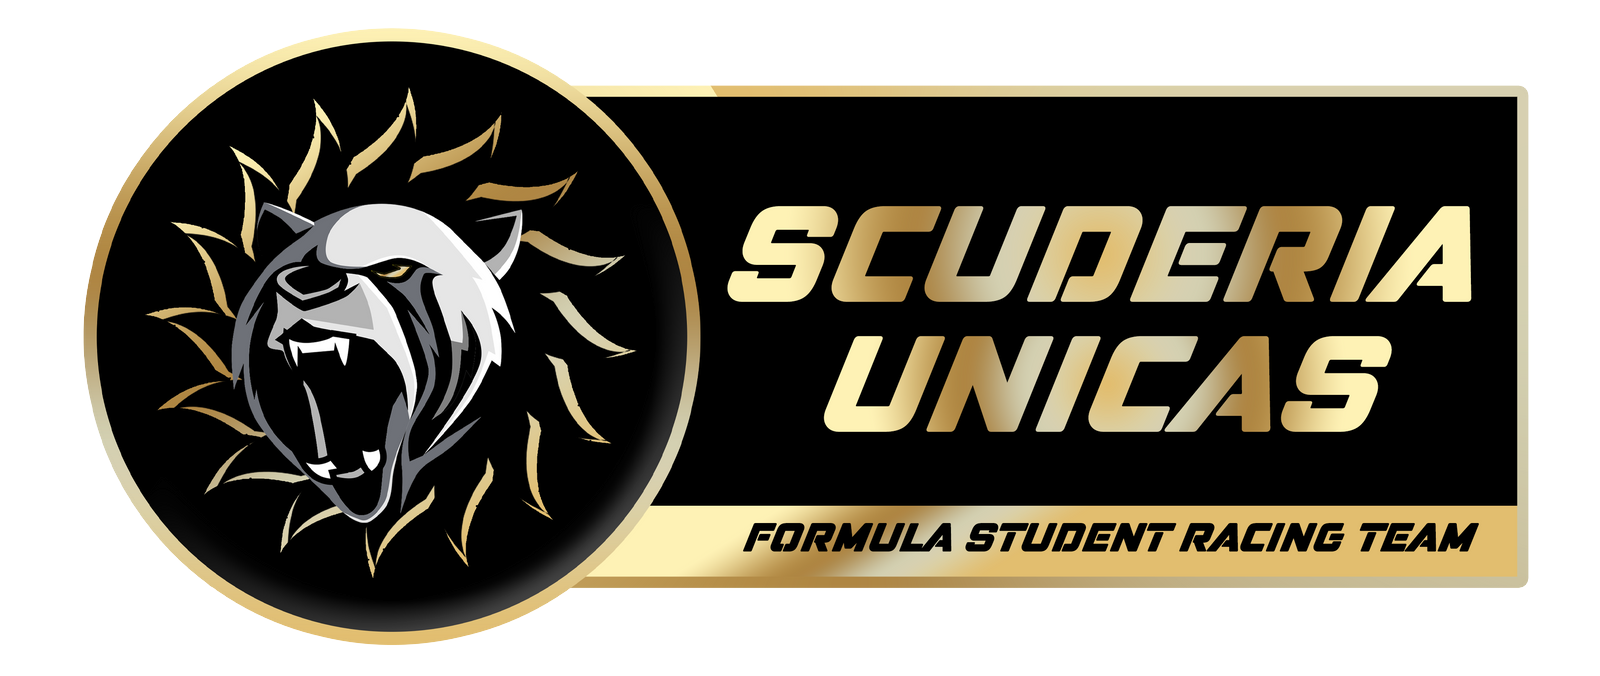 SCUDERIA
UNICAS
FORMULA STUDENT RACING TEAM